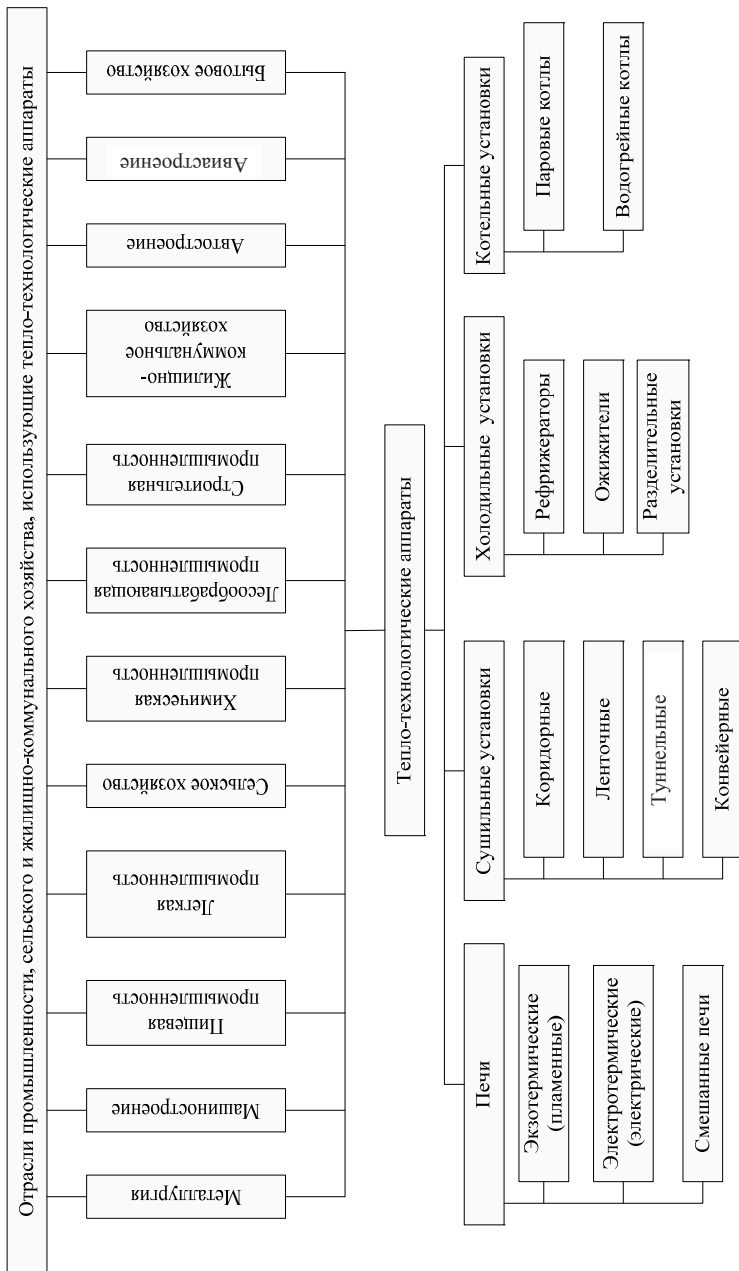 Отрасли промышленности, сельского и жилищно-коммунального хозяйства, использующие тепло-технологические аппараты
Металлургия
Машиностроение
Пищевая
промышленность
Легкая
промышленность
Сельское хозяйство
Химическая
промышленность
Лесообрабатывающая
промышленность
Строительная
промышленность
Жилищно-
коммунальное
хозяйство
Автостроение
Авиастроение
Бытовое хозяйство
Тепло-технологические аппараты
Печи
Экзотермические
(пламенные)
Электротермические
(электрические)
Смешанные печи
Сушильные установки
Коридорные
Ленточные
Туннельные
Конвейерные
Холодильные установки
Рефрижераторы
Ожижители
Разделительные
установки
Котельные установки
Паровые котлы
Водогрейные котлы